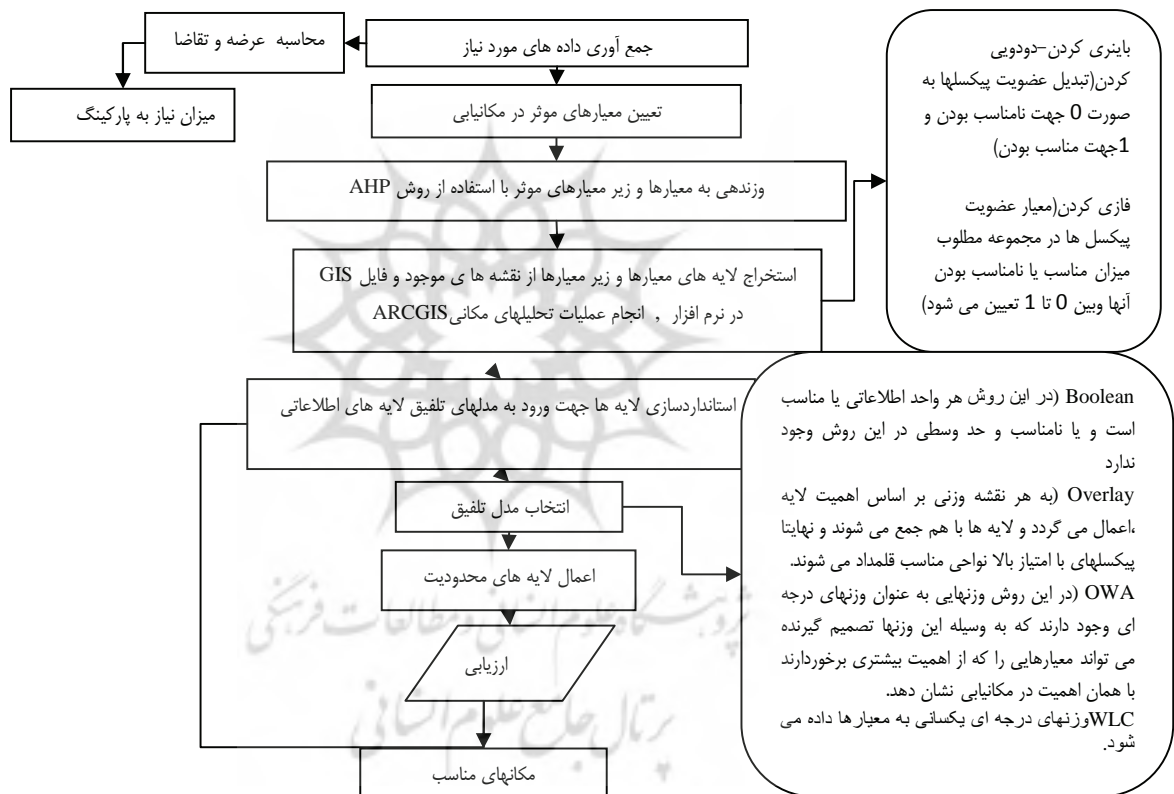 جمع آوری داده های مورد نیاز
محاسبه عرضه و تقاضا
میزان نیاز به پارکینگ
تعیین معیارهای موثر در مکانیابی
وزندهی به معیارها و زیر معیارهای موثر با استفاده از روش AHP
استخراج لایه های معیارها و زیر معیارها از نقشه ها ی موجود و فایل GIS
در نرم افزار , انجام عملیات تحلیلهای مکانیARCGIS
باینری کردن–دودویی
کردن(تبدیل عضویت پیکسلها به
صورت 0 جهت نامناسب بودن و
1جهت مناسب بودن)
فازی کردن(معیار عضویت
پیکسل ها در مجموعه مطلوب
میزان مناسب یا نامناسب بودن
آنها وبین 0 تا 1 تعیین می شود)
استانداردسازی لایه ها جهت ورود به مدلهای تلفیق لایه های اطلاعاتی
انتخاب مدل تلفیق
اعمال لایه های محدودیت
ارزیابی
مکانهای مناسب
Boolean (در این روش هر واحد اطلاعاتی یا مناسب
است و یا نامناسب و حد وسطی در این روش وجود
ندارد
Overlay (به هر نقشه وزنی بر اساس اهمیت لایه
،اعمال می گردد و لایه ها با هم جمع می شوند و نهایتا
پیکسلهای با امتیاز بالا نواحی مناسب قلمداد می شوند.
OWA (در این روش وزنهایی به عنوان وزنهای درجه
ای وجود دارند که به وسیله این وزنها تصمیم گیرنده
می تواند معیارهایی را که از اهمیت بیشتری برخوردارند
با همان اهمیت در مکانیابی نشان دهد.
WLCوزنهای درجه ای یکسانی به معیارها داده می
شود.
پژوهشگاه علوم انسانی و مطالعات فرهنگی
پرتال جامع علوم انسانی